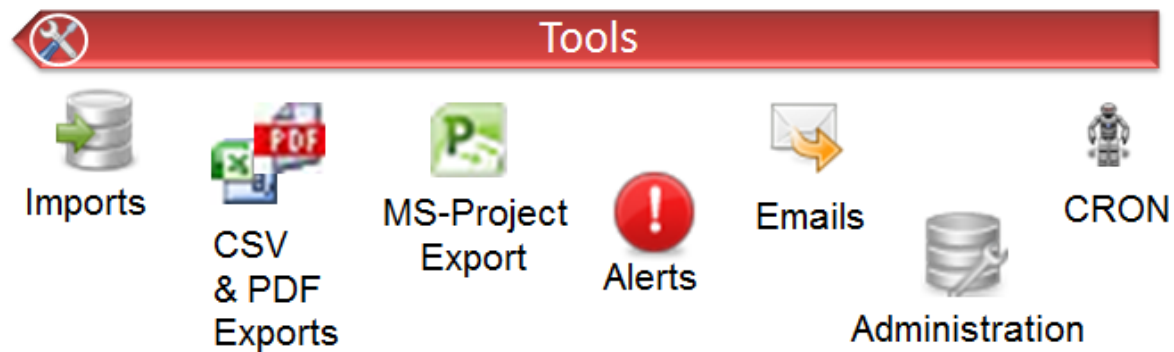 Tools
PDF
Imports
CSV
& PDF
Exports
P
MS-Project
Export
Alerts
Emails
Administration
CRON